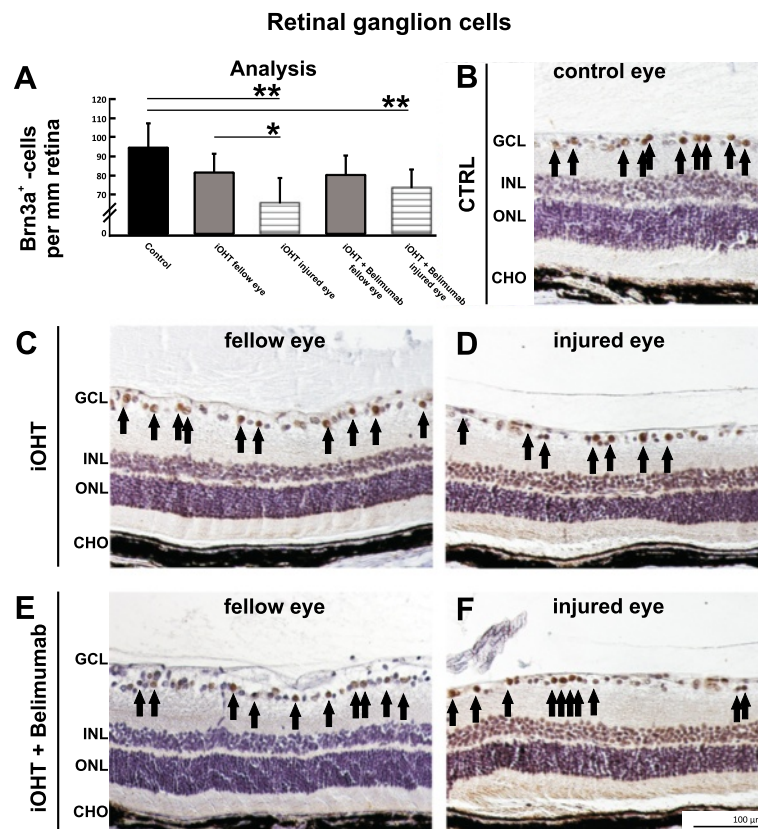 Retinal ganglion cells
A
Analysis
Brn3a⁺ -cells
per mm retina
120
110
100
90
80
70
0
**
**
*
Control
iOHT fellow eye
iOHT injured eye
iOHT + Belimumab
fellow eye
iOHT + Belimumab
injured eye
B
control eye
CTRL
GCL
INL
ONL
CHO
C
fellow eye
D
injured eye
iOHT
GCL
INL
ONL
CHO
E
fellow eye
F
injured eye
iOHT + Belimumab
GCL
INL
ONL
CHO
100 µm